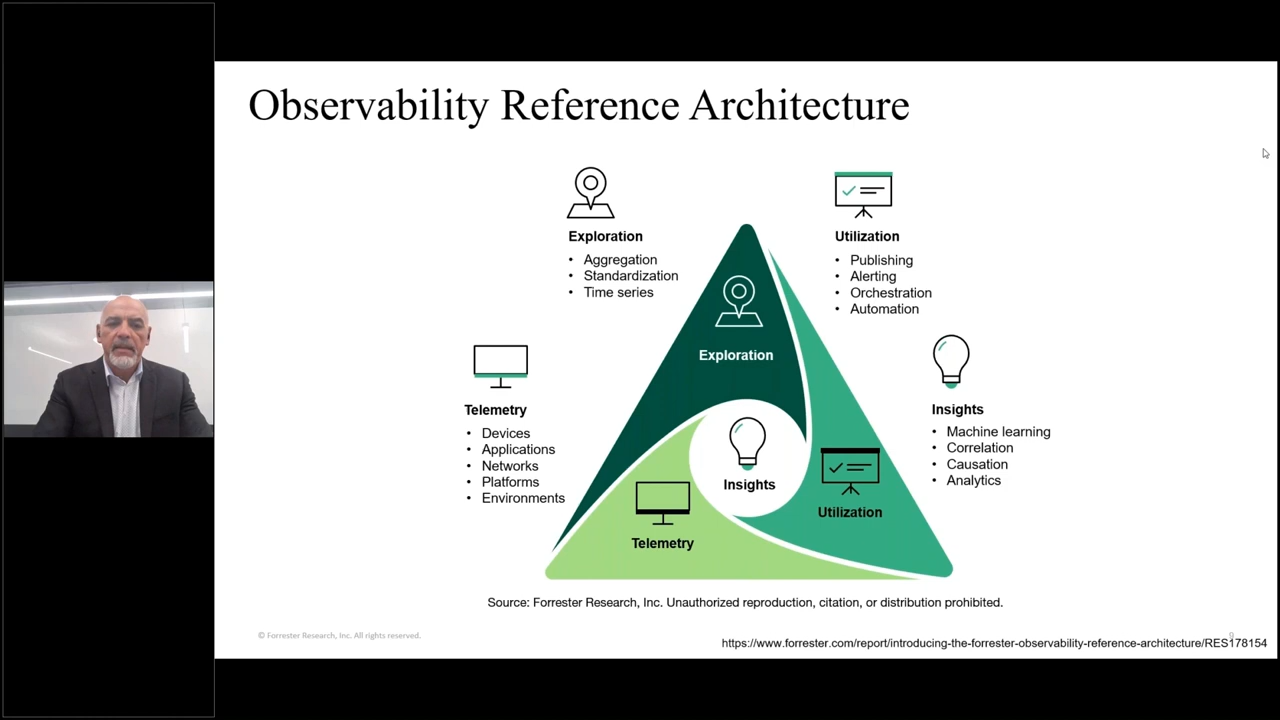 Observability Reference Architecture
Exploration
• Aggregation
• Standardization
• Time series
Utilization
• Publishing
• Alerting
• Orchestration
• Automation
Telemetry
• Devices
• Applications
• Networks
• Platforms
• Environments
Insights
• Machine learning
• Correlation
• Causation
• Analytics
Exploration
Insights
Utilization
Telemetry
Source: Forrester Research, Inc. Unauthorized reproduction, citation, or distribution prohibited.
© Forrester Research, Inc. All rights reserved.
https://www.forrester.com/report/introducing-the-forrester-observability-reference-architecture/RES178154